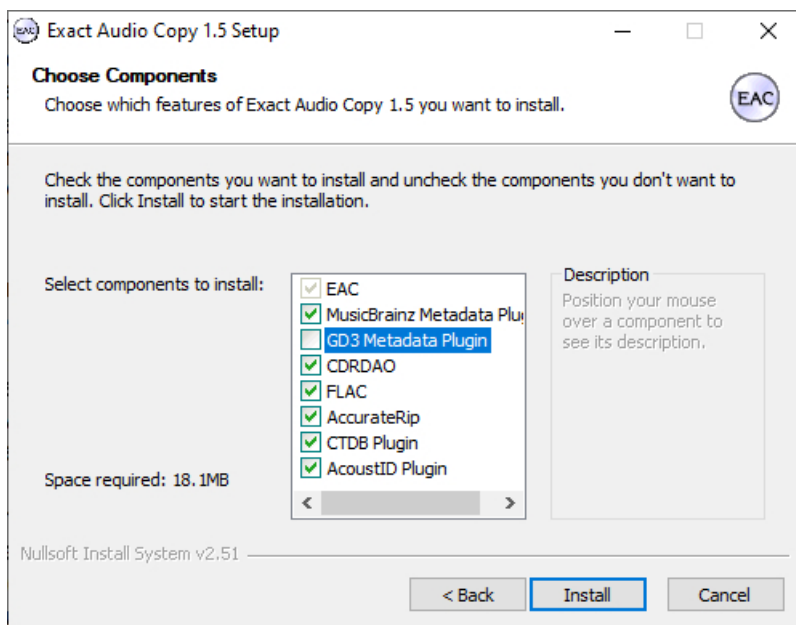 Exact Audio Copy 1.5 Setup
Choose Components
Choose which features of Exact Audio Copy 1.5 you want to install.
EAC
Check the components you want to install and uncheck the components you don't want to
install. Click Install to start the installation.
Select components to install:
EAC
MusicBrainz Metadata Plu
GD3 Metadata Plugin
CDRDAO
FLAC
AccurateRip
CTDB Plugin
AcoustID Plugin
Description
Position your mouse
over a component to
see its description.
Space required: 18.1MB
Nullsoft Install System v2.51
< Back
Install
Cancel